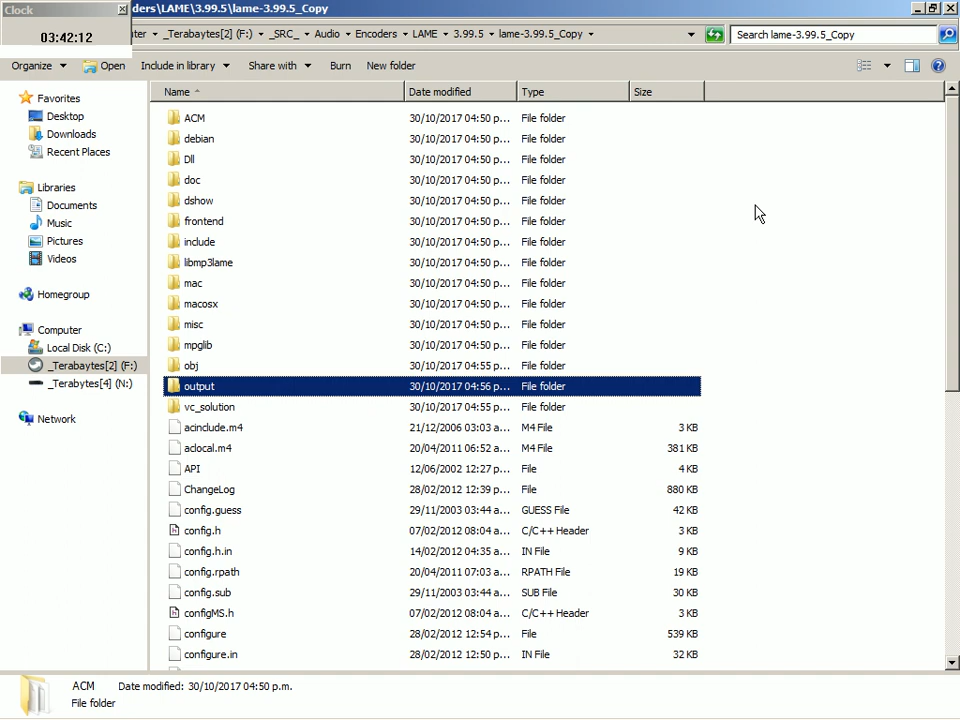 Clock
ders\LAME\3.99.5\lame-3.99.5_Copy
03:42:12
uter
_Terabytes[2] (F:)
_SRC_
Audio
Encoders
LAME
3.99.5
lame-3.99.5_Copy
Search lame-3.99.5_Copy
Organize
Open
Include in library
Share with
Burn
New folder
Name
Date modified
Type
Size
Favorites
Desktop
Downloads
Recent Places
Libraries
Documents
Music
Pictures
Videos
Homegroup
Computer
Local Disk (C:)
_Terabaytes[2] (F:)
_Terabytes[4] (N:)
Network
ACM 30/10/2017 04:50 p... File folder
debian 30/10/2017 04:50 p... File folder
Dll 30/10/2017 04:50 p... File folder
doc 30/10/2017 04:50 p... File folder
dshow 30/10/2017 04:50 p... File folder
frontend 30/10/2017 04:50 p... File folder
include 30/10/2017 04:50 p... File folder
libmp3lame 30/10/2017 04:50 p... File folder
mac 30/10/2017 04:50 p... File folder
macosx 30/10/2017 04:50 p... File folder
misc 30/10/2017 04:50 p... File folder
mpglib 30/10/2017 04:50 p... File folder
obj 30/10/2017 04:55 p... File folder
output 30/10/2017 04:56 p... File folder
vc_solution 30/10/2017 04:55 p... File folder
acinclude.m4 21/12/2006 03:03 a... M4 File 3 KB
aclocal.m4 20/04/2011 06:52 a... M4 File 381 KB
API 12/06/2002 12:27 p... File 4 KB
ChangeLog 28/02/2012 12:39 p... File 880 KB
config.guess 29/11/2003 03:44 a... GUESS File 42 KB
config.h 07/02/2012 08:04 a... C/C++ Header 3 KB
config.h.in 14/02/2012 04:35 a... IN File 9 KB
config.rpath 20/04/2011 07:03 a... RPATH File 19 KB
config.sub 29/11/2003 03:44 a... SUB File 30 KB
configMS.h 07/02/2012 08:04 a... C/C++ Header 3 KB
configure 28/02/2012 12:54 p... File 539 KB
configure.in 28/02/2012 12:50 p... IN File 32 KB
ACM Date modified: 30/10/2017 04:50 p.m.
File folder